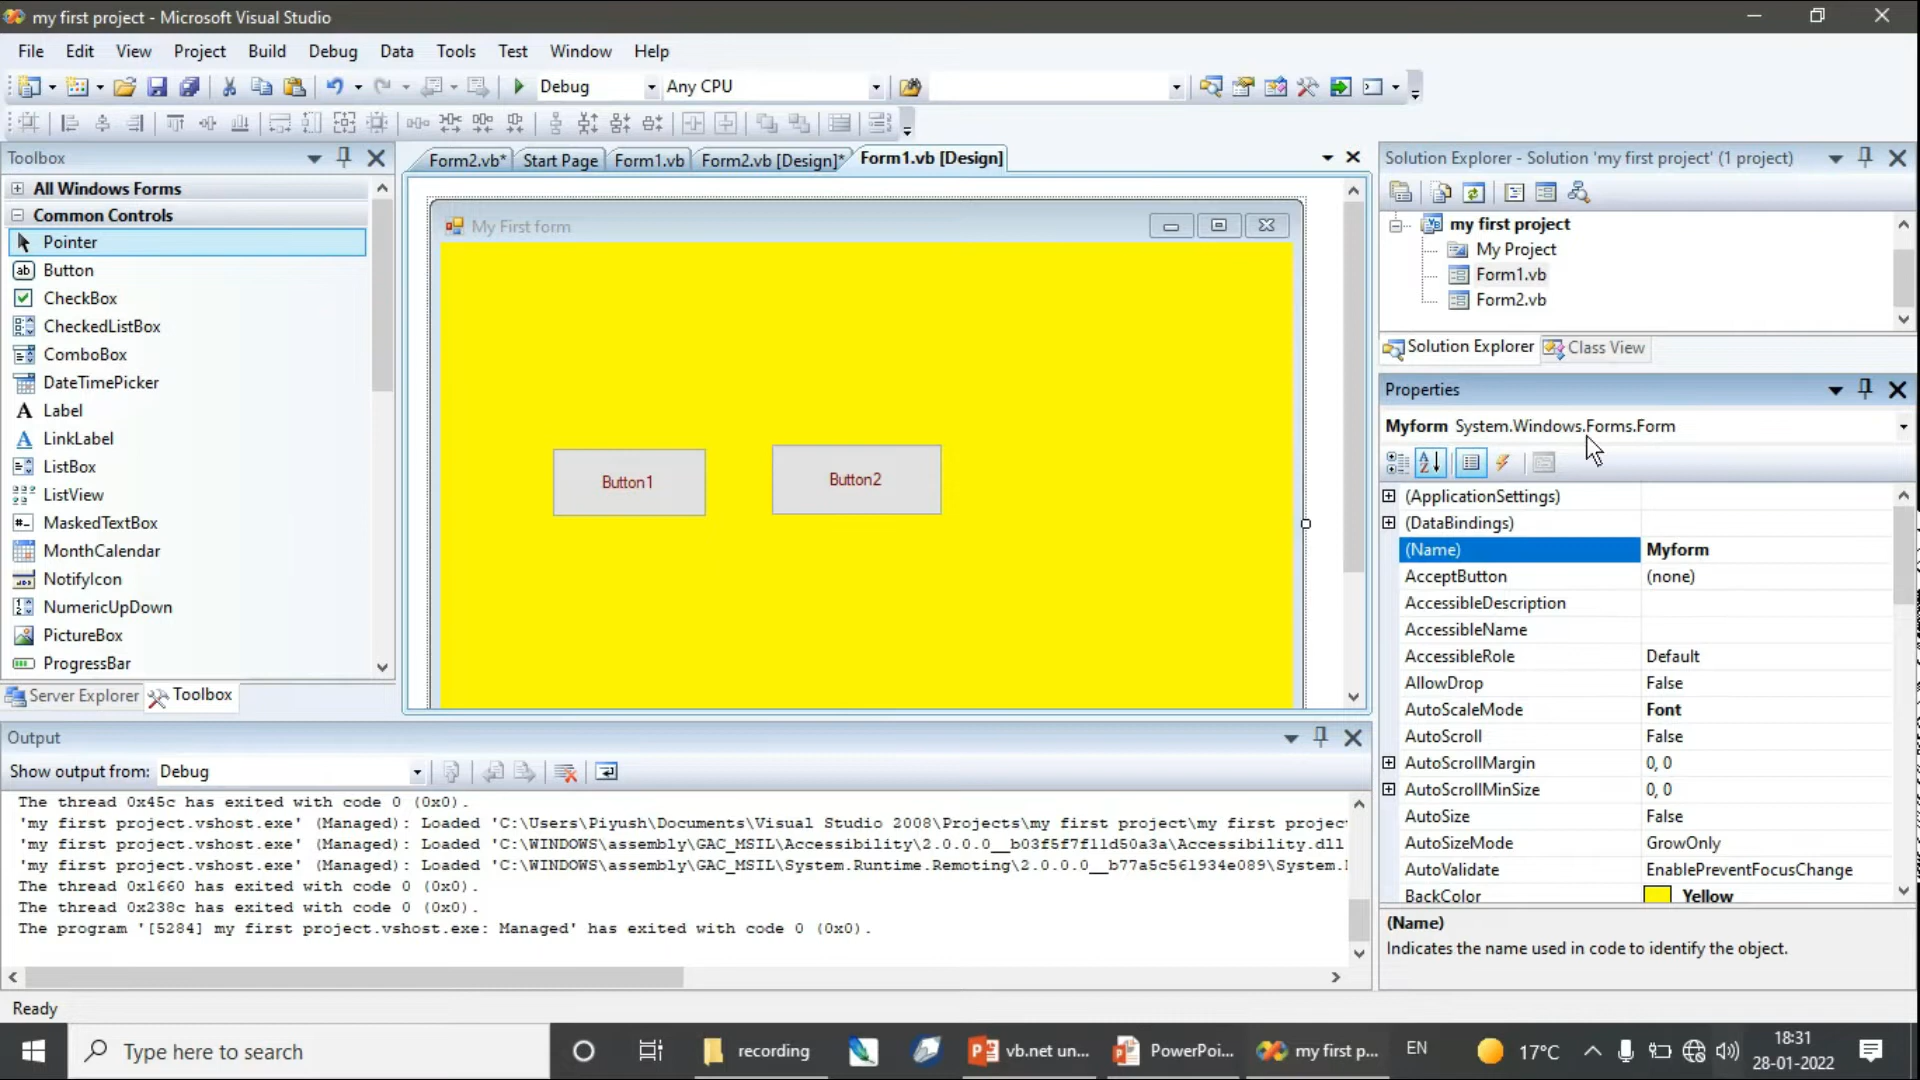 my first project - Microsoft Visual Studio
File Edit View Project Build Debug Data Tools Test Window Help
Debug Any CPU
Toolbox
All Windows Forms
Common Controls
Pointer
Button
CheckBox
CheckedListBox
ComboBox
DateTimePicker
Label
LinkLabel
ListBox
ListView
MaskedTextBox
MonthCalendar
NotifyIcon
NumericUpDown
PictureBox
ProgressBar
Server Explorer Toolbox
Form2.vb* Start Page Form1.vb Form2.vb [Design]* Form1.vb [Design]
My First form
Button1 Button2
Solution Explorer - Solution 'my first project' (1 project)
my first project
My Project
Form1.vb
Form2.vb
Solution Explorer Class View
Properties
Myform System.Windows.Forms.Form
(ApplicationSettings)
(DataBindings)
(Name) Myform
AcceptButton (none)
AccessibleDescription
AccessibleName
AccessibleRole Default
AllowDrop False
AutoScaleMode Font
AutoScroll False
AutoScrollMargin 0, 0
AutoScrollMinSize 0, 0
AutoSize False
AutoSizeMode GrowOnly
AutoValidate EnablePreventFocusChange
BackColor Yellow
(Name)
Indicates the name used in code to identify the object.
Output
Show output from: Debug
The thread 0x45c has exited with code 0 (0x0).
'my first project.vshost.exe' (Managed): Loaded 'C:\Users\Piyush\Documents\Visual Studio 2008\Projects\my first project\my first projec
'my first project.vshost.exe' (Managed): Loaded 'C:\WINDOWS\assembly\GAC_MSIL\Accessibility\2.0.0.0__b03f5f7f11d50a3a\Accessibility.dll
'my first project.vshost.exe' (Managed): Loaded 'C:\WINDOWS\assembly\GAC_MSIL\System.Runtime.Remoting\2.0.0.0__b77a5c561934e089\System.
The thread 0x1660 has exited with code 0 (0x0).
The thread 0x238c has exited with code 0 (0x0).
The program '[5284] my first project.vshost.exe: Managed' has exited with code 0 (0x0).
Ready
Type here to search
recording
vb.net un...
PowerPoi...
my first p...
EN
17°C
18:31
28-01-2022